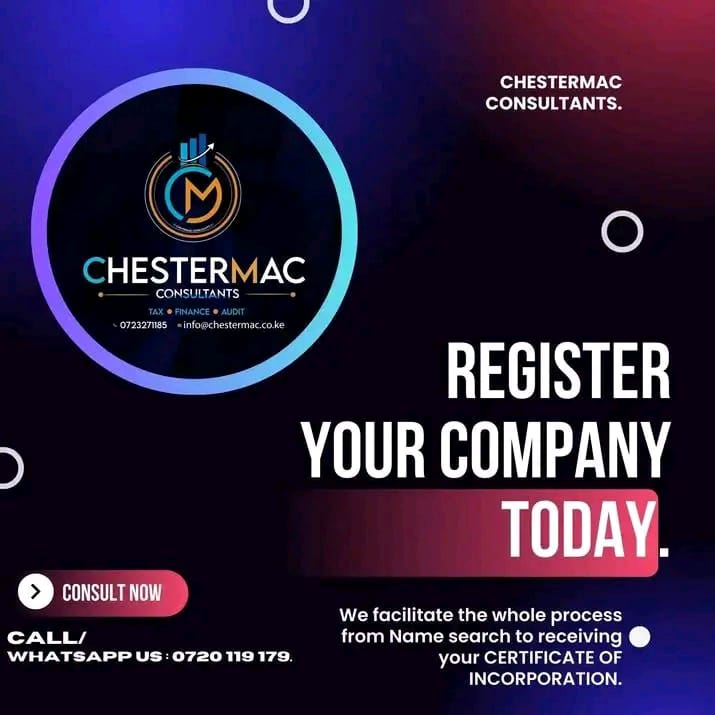 CHESTERMAC
CONSULTANTS.
CM
CHESTERMAC
CONSULTANTS
TAX • FINANCE • AUDIT
0723271185 • info@chestermac.co.ke
REGISTER
YOUR COMPANY
TODAY.
CONSULT NOW
CALL/
WHATSAPP US : 0720 119 179.
We facilitate the whole process
from Name search to receiving
your CERTIFICATE OF
INCORPORATION.